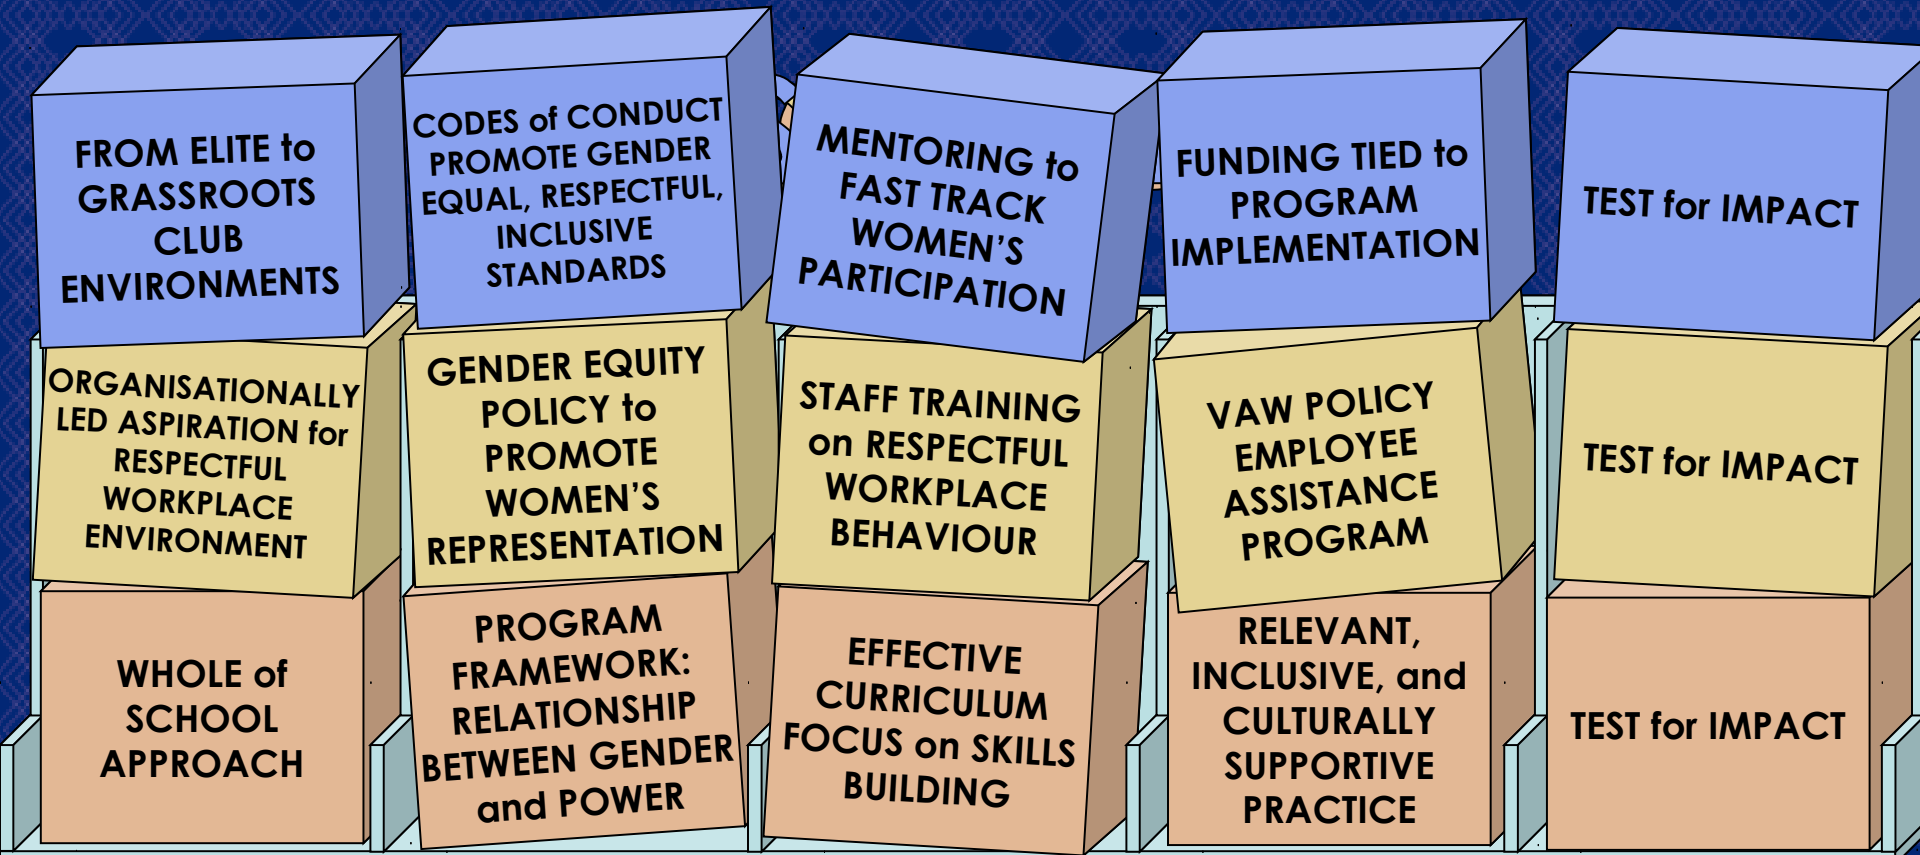 FROM ELITE to
GRASSROOTS
CLUB
ENVIRONMENTS
CODES of CONDUCT
PROMOTE GENDER
EQUAL, RESPECTFUL,
INCLUSIVE
STANDARDS
MENTORING to
FAST TRACK
WOMEN'S
PARTICIPATION
FUNDING TIED to
PROGRAM
IMPLEMENTATION
TEST for IMPACT
ORGANISATIONALLY
LED ASPIRATION for
RESPECTFUL
WORKPLACE
ENVIRONMENT
GENDER EQUITY
POLICY to
PROMOTE
WOMEN'S
REPRESENTATION
STAFF TRAINING
on RESPECTFUL
WORKPLACE
BEHAVIOUR
VAW POLICY
EMPLOYEE
ASSISTANCE
PROGRAM
TEST for IMPACT
WHOLE of
SCHOOL
APPROACH
PROGRAM
FRAMEWORK:
RELATIONSHIP
BETWEEN GENDER
and POWER
EFFECTIVE
CURRICULUM
FOCUS on SKILLS
BUILDING
RELEVANT,
INCLUSIVE, and
CULTURALLY
SUPPORTIVE
PRACTICE
TEST for IMPACT